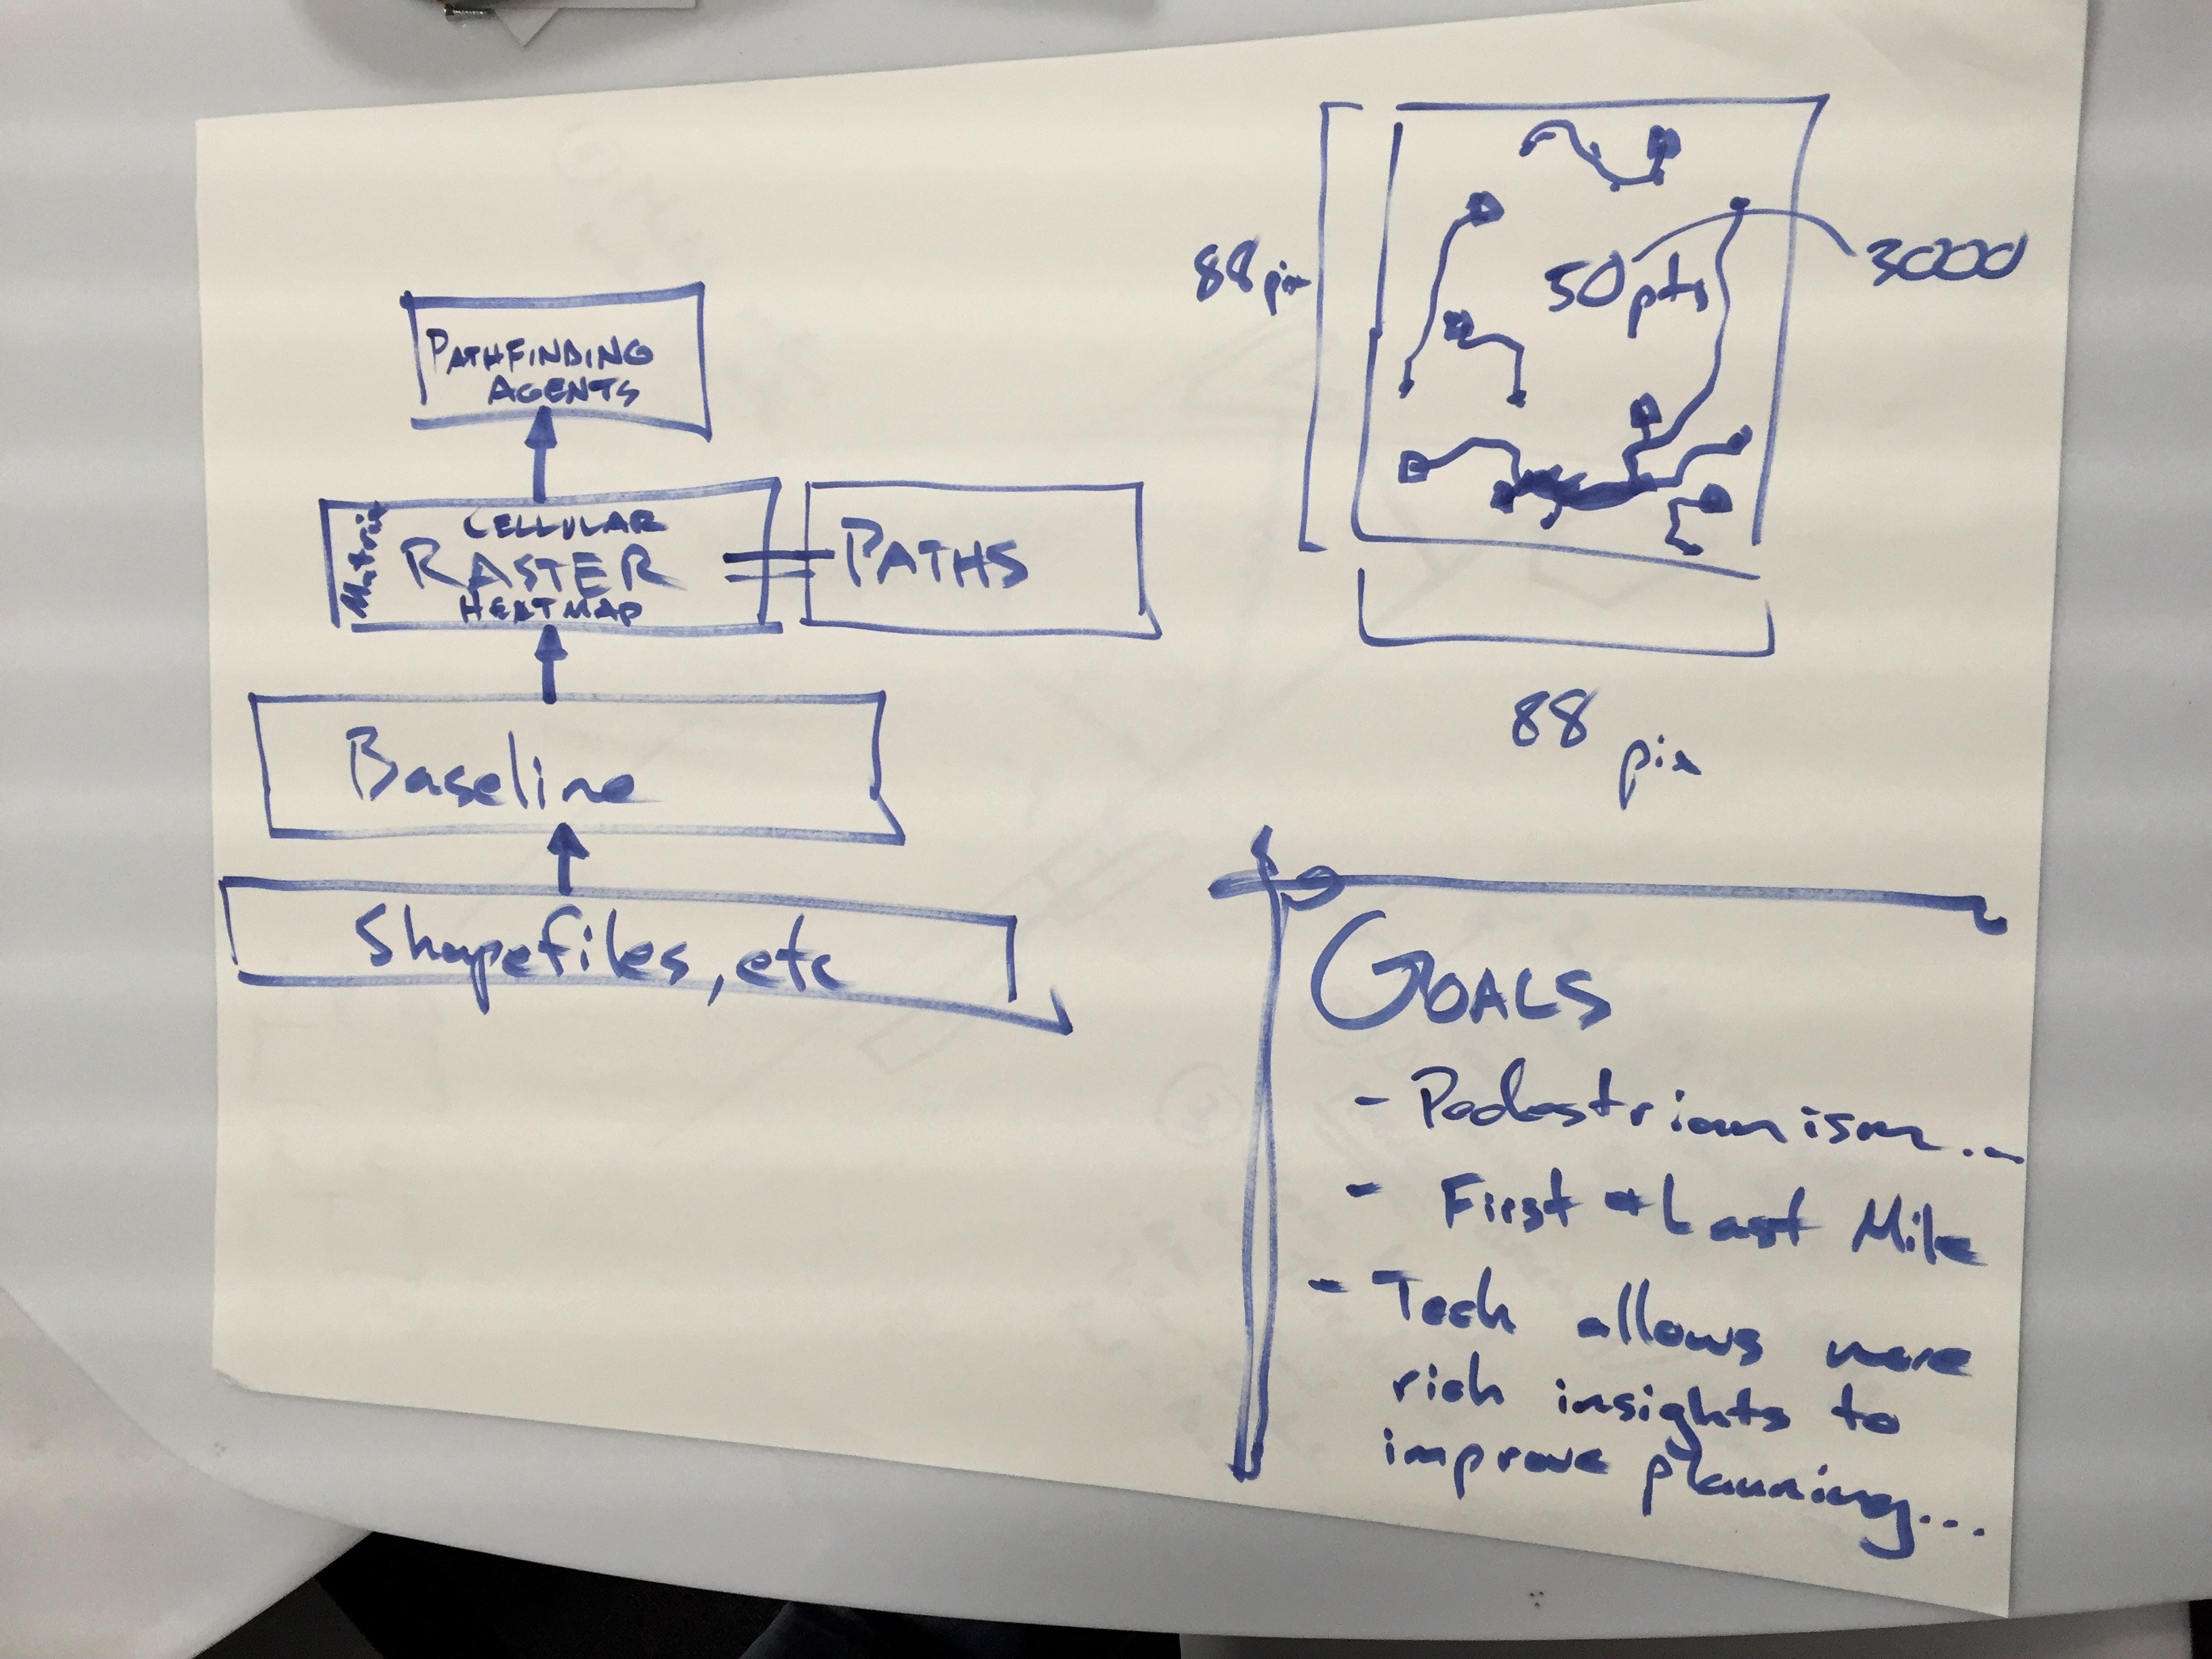 PATHFINDING
AGENTS
Matrix
CELLULAR
RASTER
HEATMAP
PATHS
Baseline
Shapefiles, etc
88 pix
50 pts
3000
88 pix
GOALS
- Pedestrianism...
- First + Last Mile
- Tech allows more
rich insights to
improve planning...